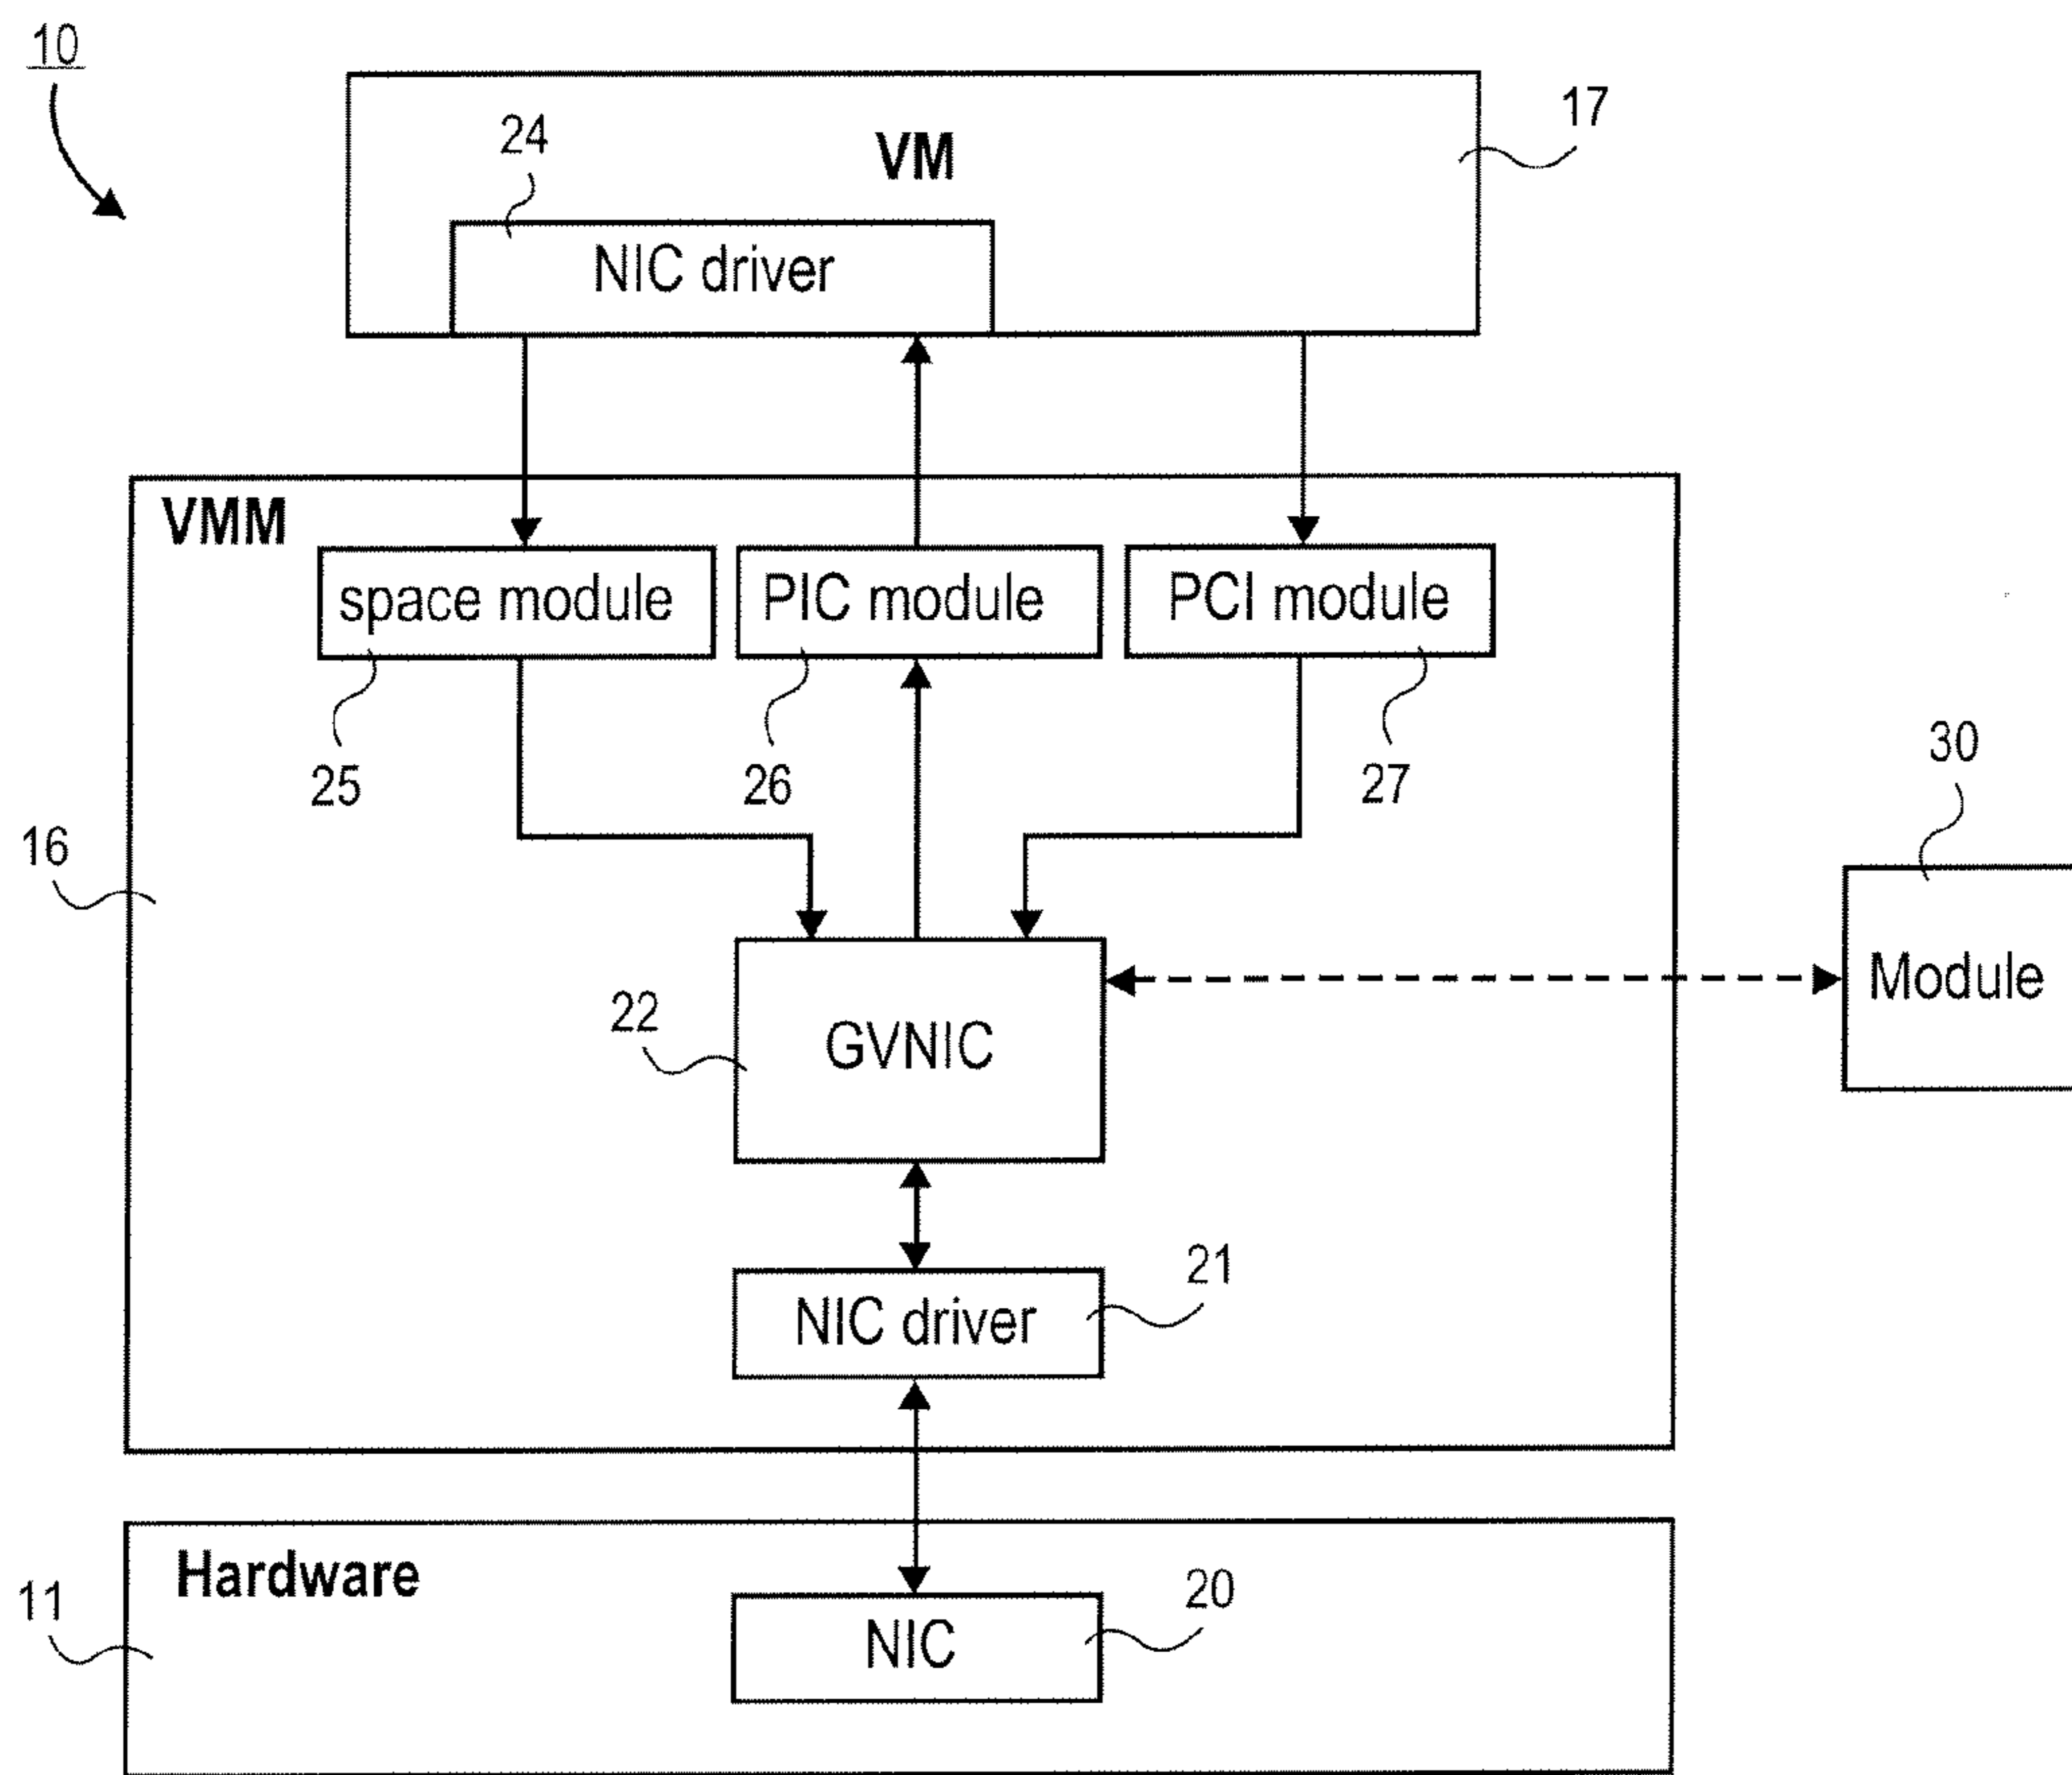 10
17
24
VM
NIC driver
VMM
space module
PIC module
PCI module
25
26
27
30
16
Module
22
GVNIC
21
NIC driver
Hardware
11
20
NIC